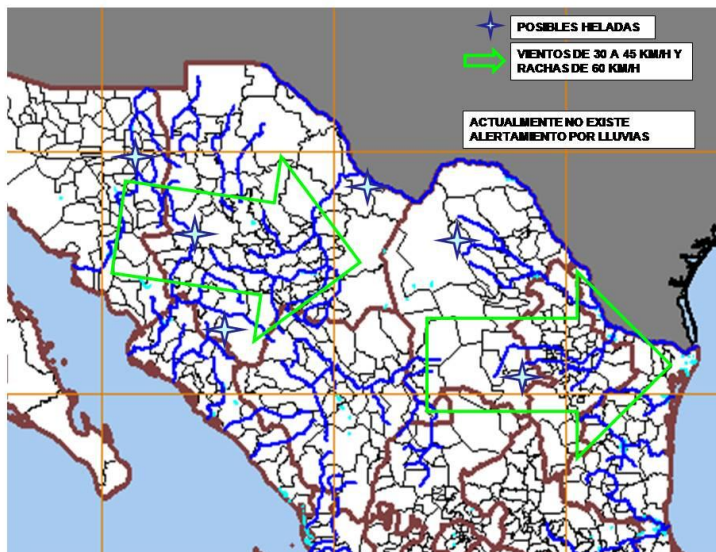 POSIBLES HELADAS
VIENTOS DE 30 A 45 KM/H Y
RACHAS DE 60 KM/H
ACTUALMENTE NO EXISTE
ALERTAMIENTO POR LLUVIAS